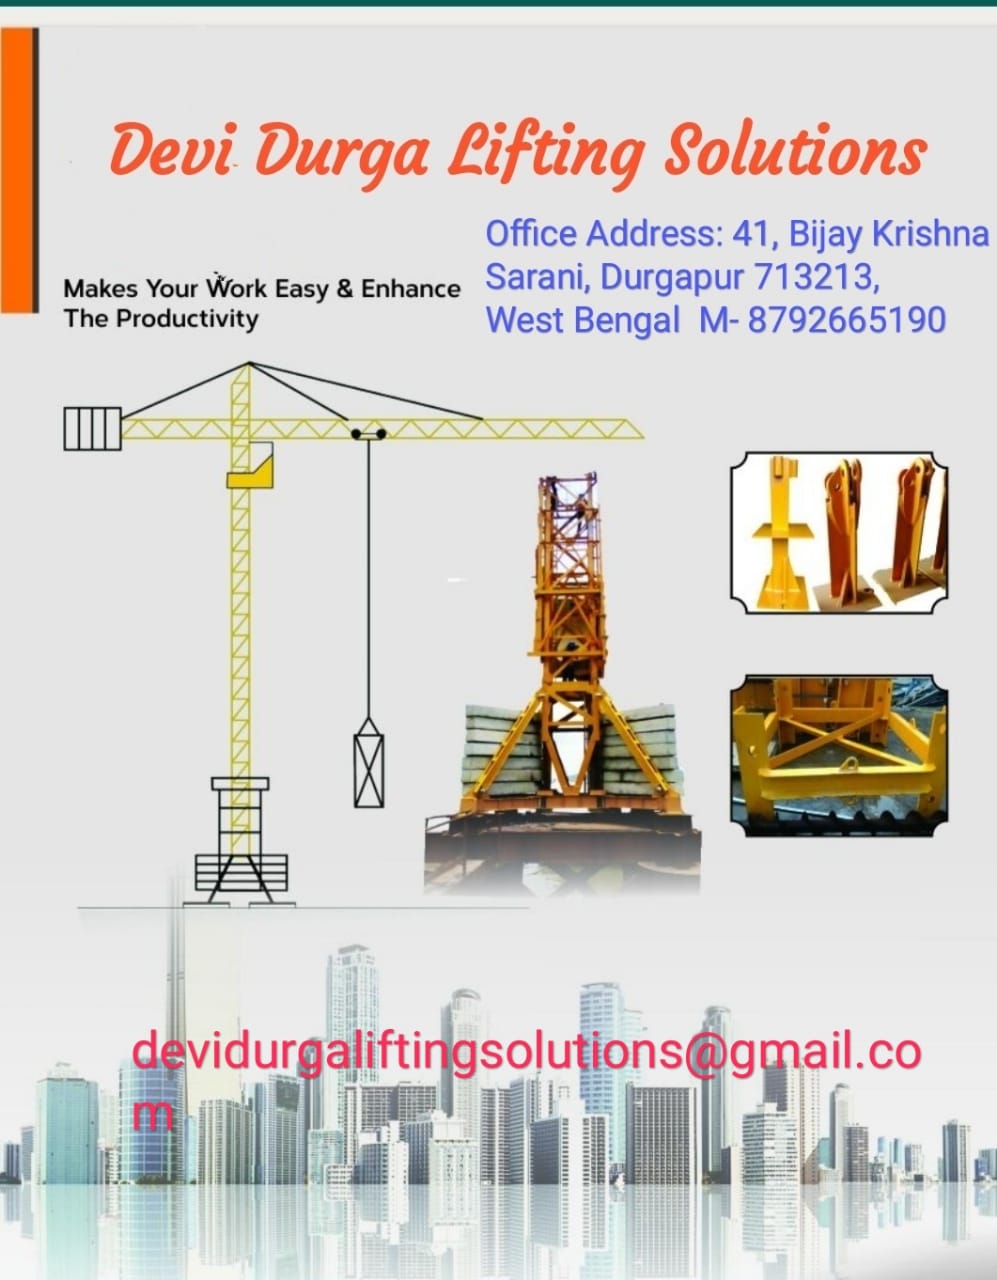 Devi Durga Lifting Solutions
Office Address: 41, Bijay Krishna
Sarani, Durgapur 713213,
West Bengal  M- 8792665190
Makes Your Work Easy & Enhance
The Productivity
devidurgaliftingsolutions@gmail.co
m